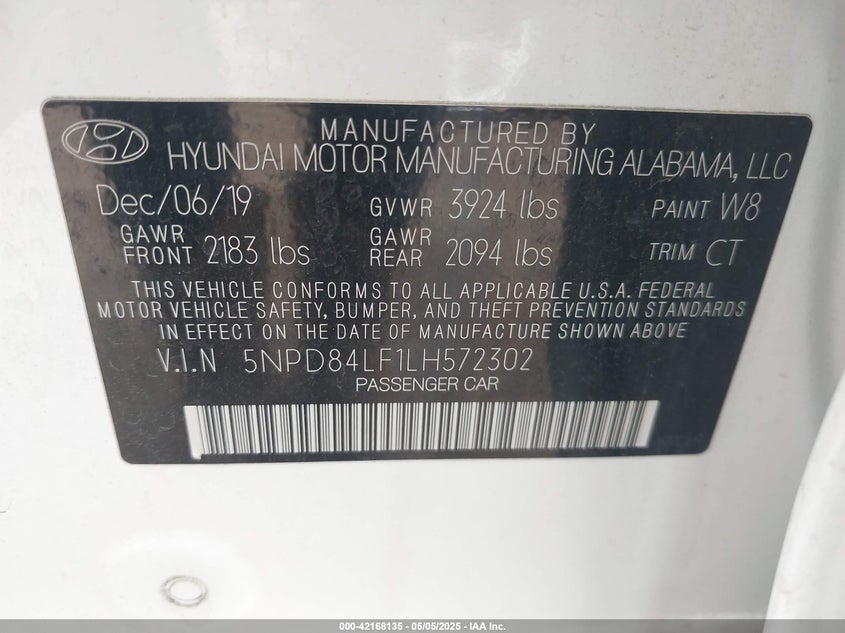 MANUFACTURED BY
HYUNDAI MOTOR MANUFACTURING ALABAMA, LLC
Dec/06/19 GVWR 3924 lbs PAINT W8
GAWR FRONT 2183 lbs GAWR REAR 2094 lbs TRIM CT
THIS VEHICLE CONFORMS TO ALL APPLICABLE U.S.A. FEDERAL
MOTOR VEHICLE SAFETY, BUMPER, AND THEFT PREVENTION STANDARDS
IN EFFECT ON THE DATE OF MANUFACTURE SHOWN ABOVE
V.I.N 5NPD84LF1LH572302
PASSENGER CAR
000-42168135 - 05/05/2025 - IAA Inc.